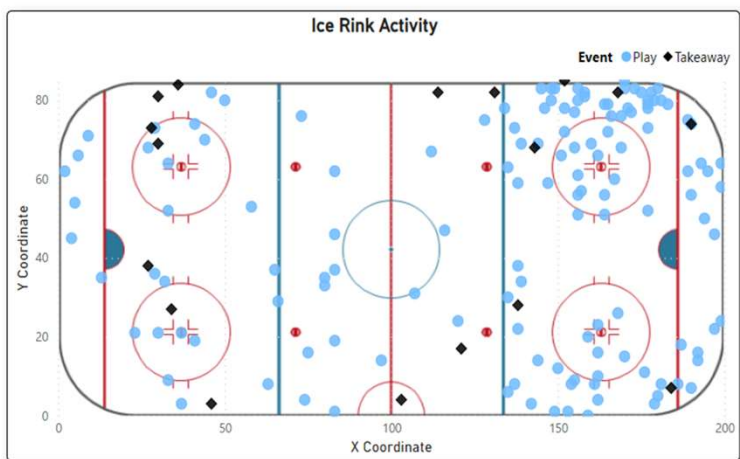 Ice Rink Activity
Event Play Takeaway
80
60
40
20
0
Y Coordinate
0 50 100 150 200
X Coordinate